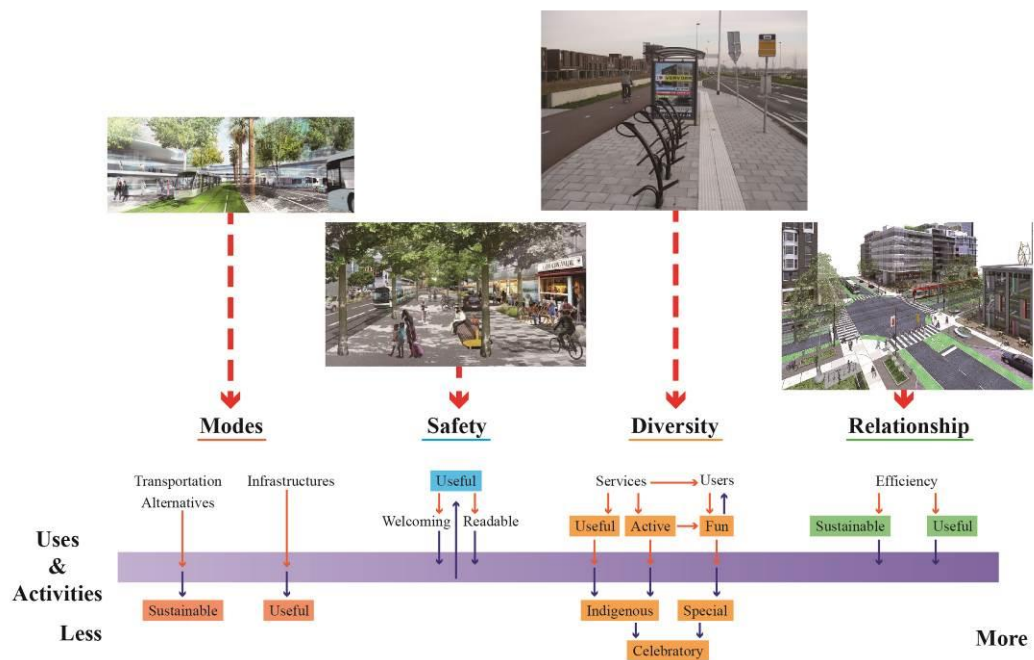 Modes
Safety
Diversity
Relationship
Transportation
Alternatives
Infrastructures
Useful
Welcoming
Readable
Services
Users
Useful
Active
Fun
Efficiency
Sustainable
Useful
Uses
&
Activities
Sustainable
Useful
Indigenous
Special
Celebratory
Less
More